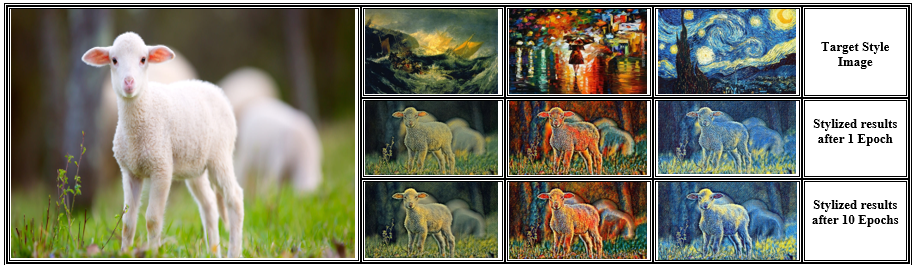 Target Style
Image
Stylized results
after 1 Epoch
Stylized results
after 10 Epochs